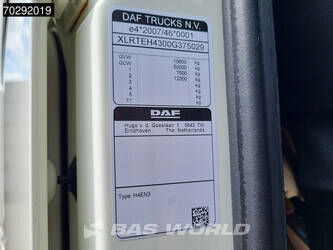 70292019
DAF TRUCKS N.V.
e4*2007/46*0001
XLRTEH4300G375029
GVW 19600 kg
GCW 50000 kg
1 7500 kg
2 12300 kg
3 kg
4 kg
5 kg
T1 kg
DAF
Hugo v. d. Goeslaan 1 5643 TW
Eindhoven The Netherlands
Type: H4EN3
BAS WORLD